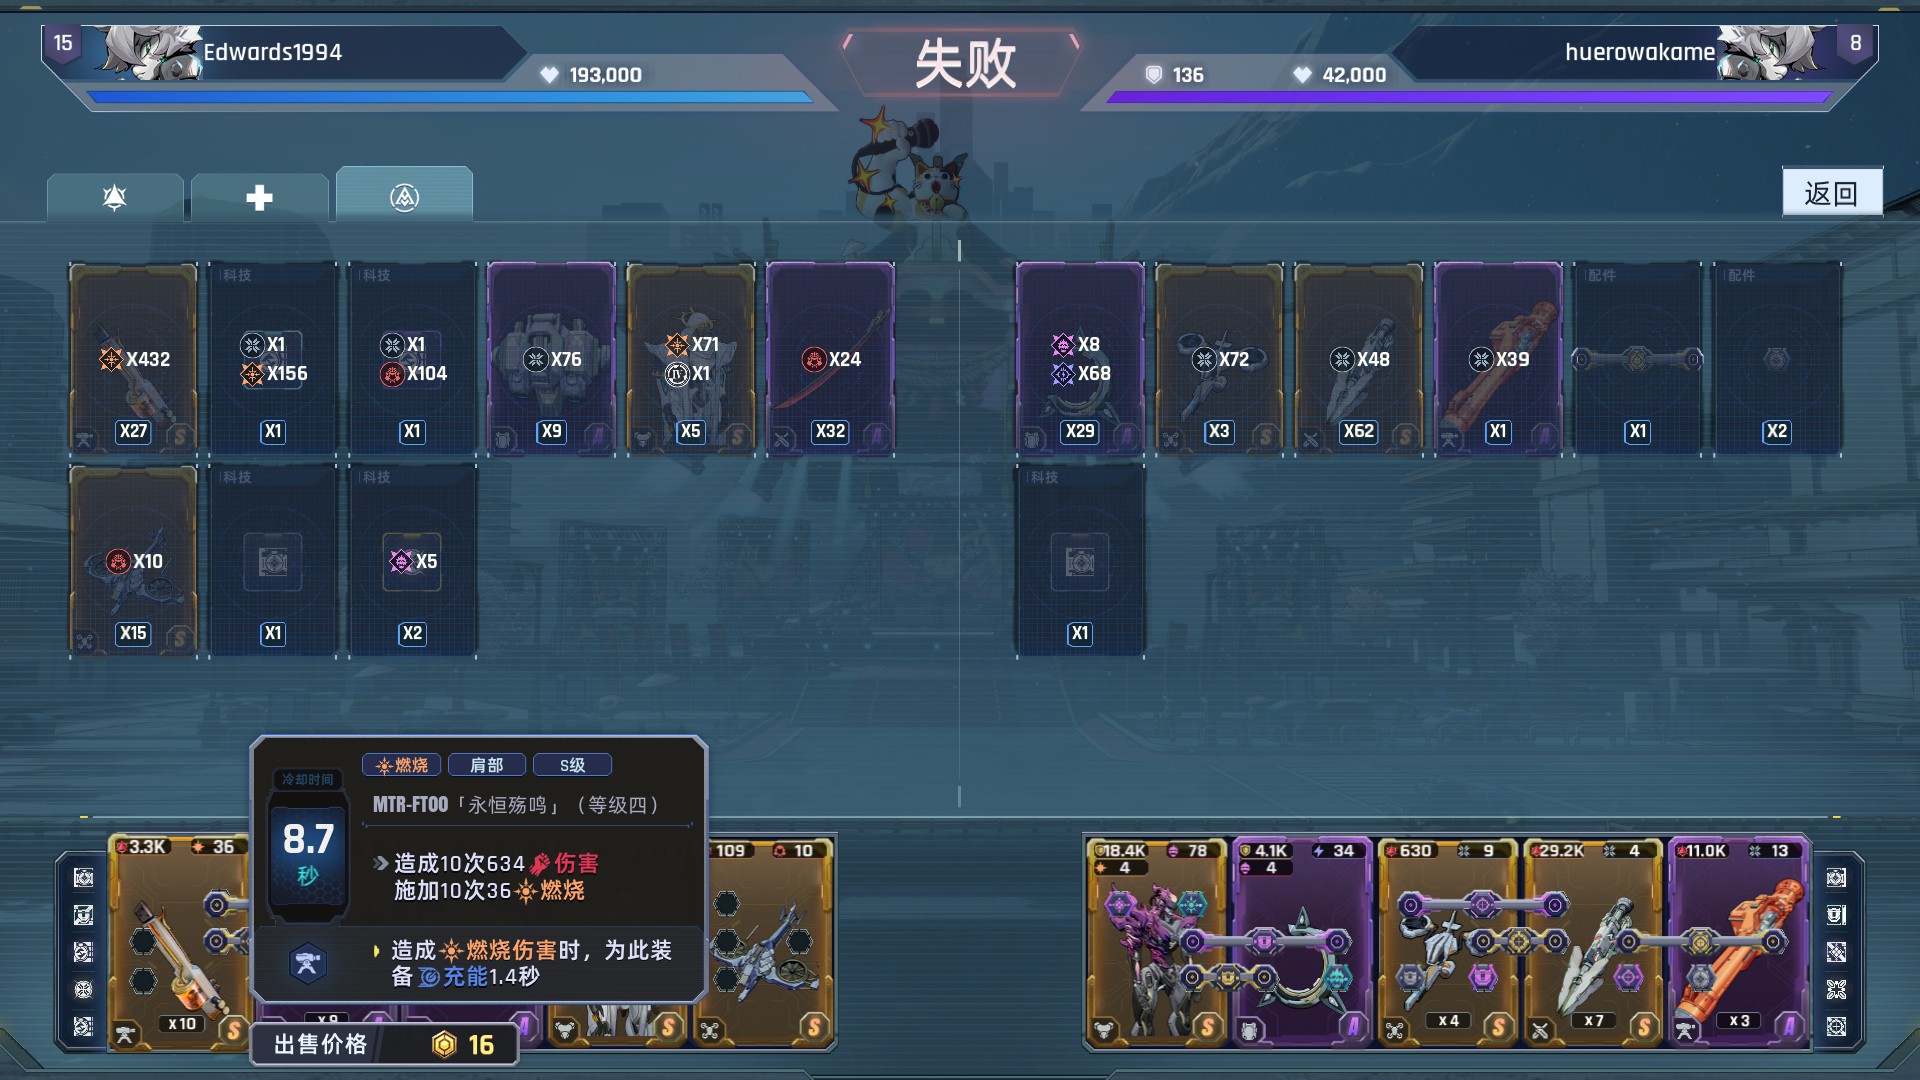 15
Edwards1994
193,000
失败
136
42,000
huerowakame
8
返回
科技
科技
配件
配件
X432
X1
X156
X1
X104
X76
X71
X1
X24
X8
X68
X72
X48
X39
X27
X1
X1
X9
X5
X32
X29
X3
X62
X1
X1
X2
科技
科技
科技
X10
X5
X15
X1
X2
X1
冷却时间
8.7
秒
燃烧
肩部
S级
MTR-FT00「永恒殇鸣」（等级四）
造成10次634伤害
施加10次36燃烧
造成燃烧伤害时，为此装
备充能1.4秒
出售价格
16
3.3K
36
109
10
18.4K
78
4
4.1K
34
4
630
9
29.2K
4
11.0K
13
x10
S
A
S
S
S
A
x4
S
x7
S
x3
A